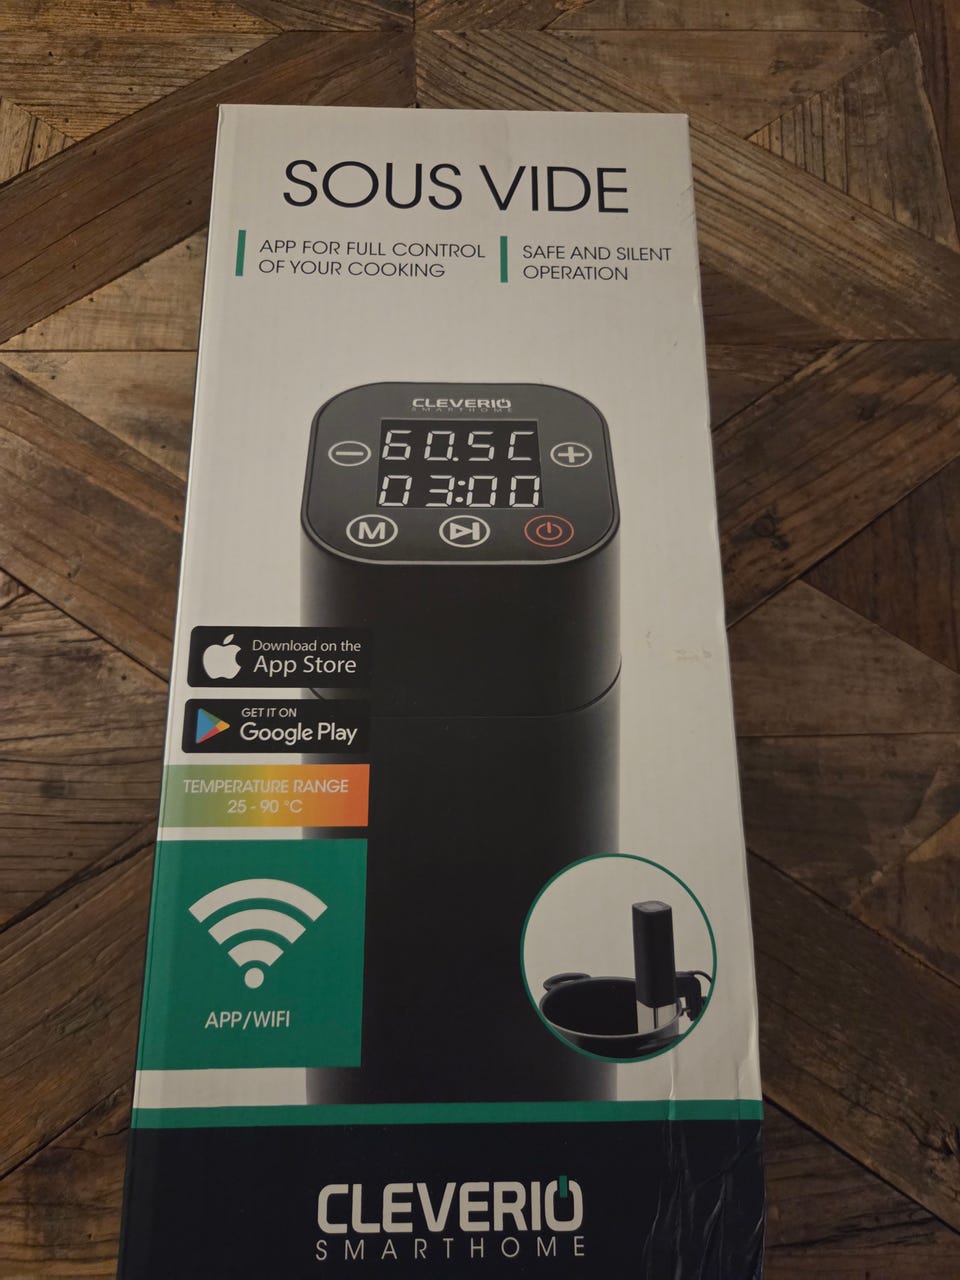 SOUS VIDE
APP FOR FULL CONTROL
OF YOUR COOKING
SAFE AND SILENT
OPERATION
CLEVERIO
SMARTHOME
60.5C
03:00
M
Download on the
App Store
GET IT ON
Google Play
TEMPERATURE RANGE
25 - 90 °C
APP/WIFI
CLEVERIO
SMARTHOME